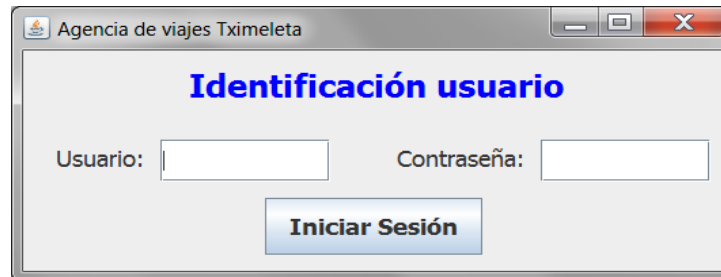 Agencia de viajes Tximeleta
Identificación usuario
Usuario: Contraseña:
Iniciar Sesión